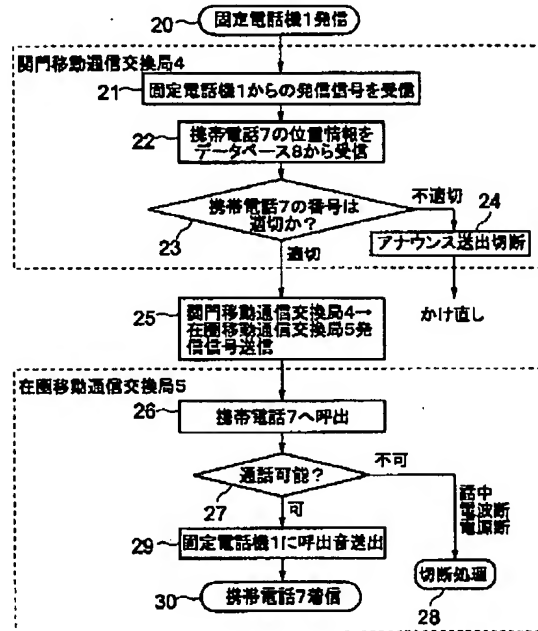 20
固定電話機1発信
関門移動通信交換局4
21
固定電話機1からの発信信号を受信
22
携帯電話7の位置情報を
データベース8から受信
携帯電話7の番号は
適切か?
23
不適切
24
アナウンス送出切断
適切
かけ直し
25
関門移動通信交換局4→
在圏移動通信交換局5発
信信号送信
在圏移動通信交換局5
26
携帯電話7へ呼出
通話可能?
27
不可
可
話中
電波断
電源断
29
固定電話機1に呼出音送出
切断処理
28
30
携帯電話7着信